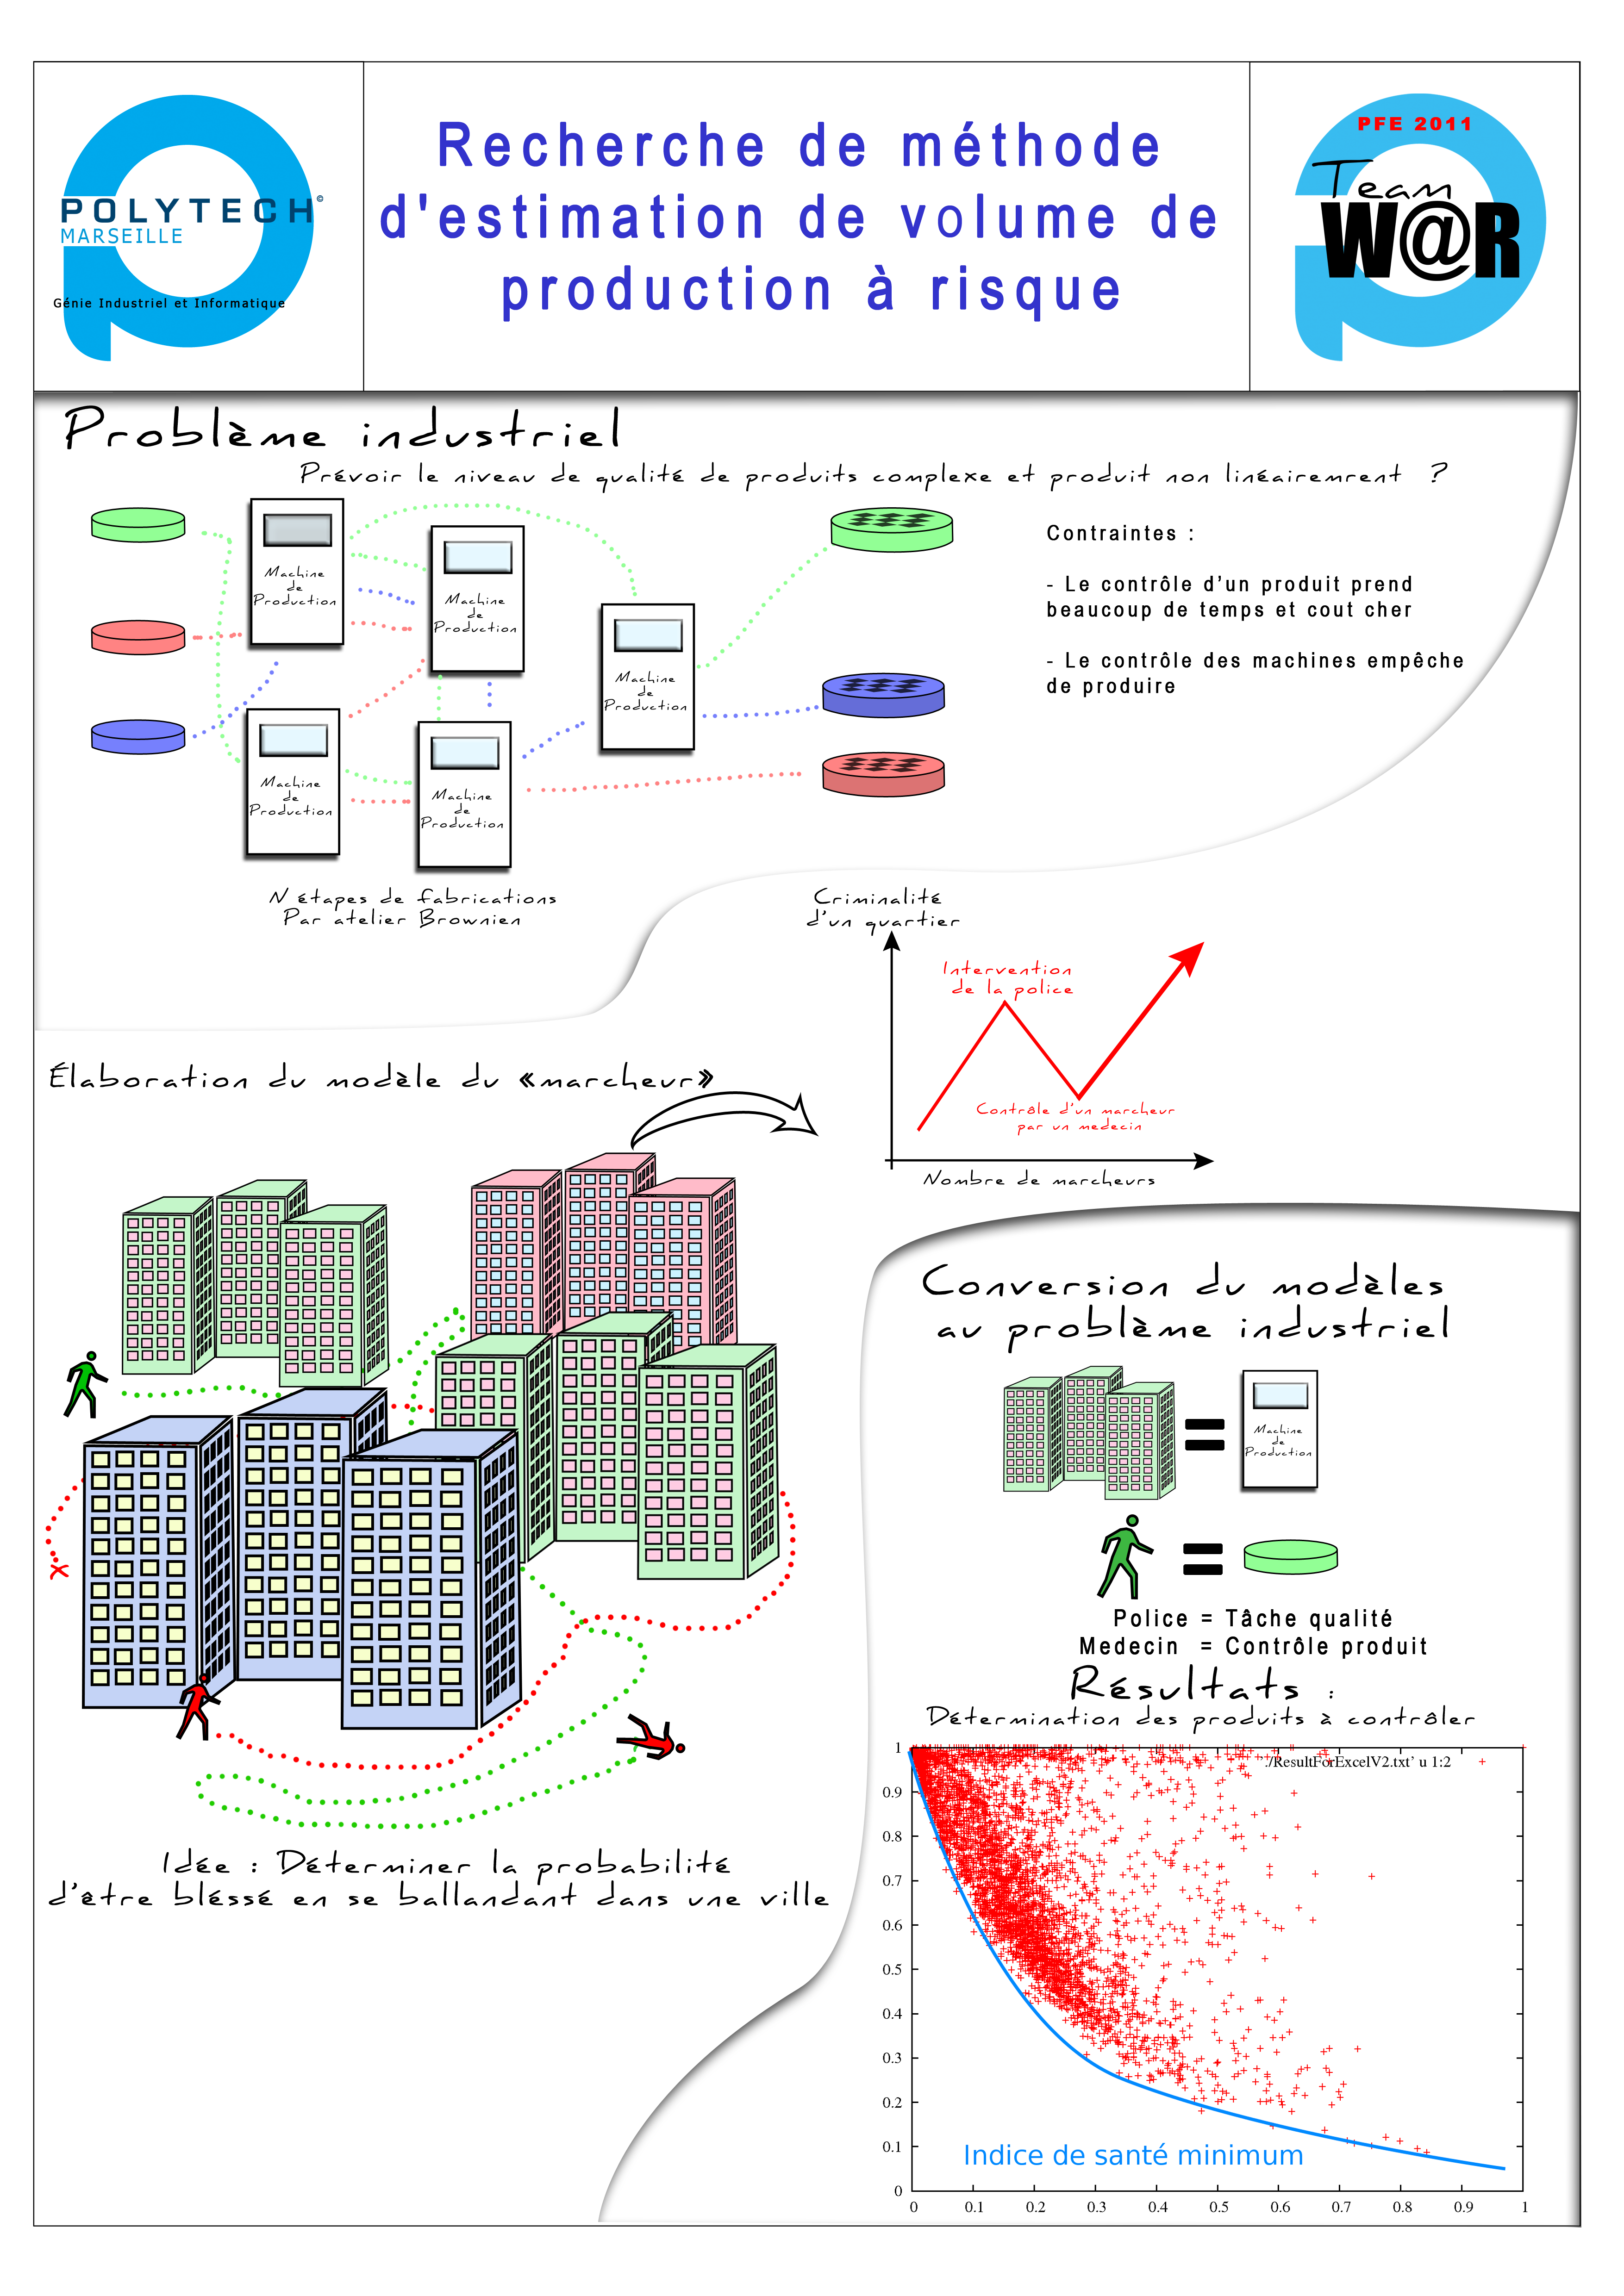 POLYTECH©
MARSEILLE
Génie Industriel et Informatique
Recherche de méthode
d'estimation de volume de
production à risque
PFE 2011
Team
W@R
Problème industriel
Prévoir le niveau de qualité de produits complexe et produit non linéairemrent ?
Machine
de
Production
Machine
de
Production
Machine
de
Production
Machine
de
Production
Machine
de
Production
Contraintes :
- Le contrôle d'un produit prend
beaucoup de temps et cout cher
- Le contrôle des machines empêche
de produire
N étapes de fabrications
Par atelier Brownien
Criminalité
d'un quartier
Intervention
de la police
Contrôle d'un marcheur
par un medecin
Nombre de marcheurs
Élaboration du modèle du «marcheur»
Idée : Déterminer la probabilité
d'être bléssé en se ballandant dans une ville
Conversion du modèles
au problème industriel
Machine
de
Production
Police = Tâche qualité
Medecin = Contrôle produit
Résultats :
Détermination des produits à contrôler
'./ResultForExcelV2.txt' u 1:2
1
0.9
0.8
0.7
0.6
0.5
0.4
0.3
0.2
0.1
0
Indice de santé minimum
0 0.1 0.2 0.3 0.4 0.5 0.6 0.7 0.8 0.9 1